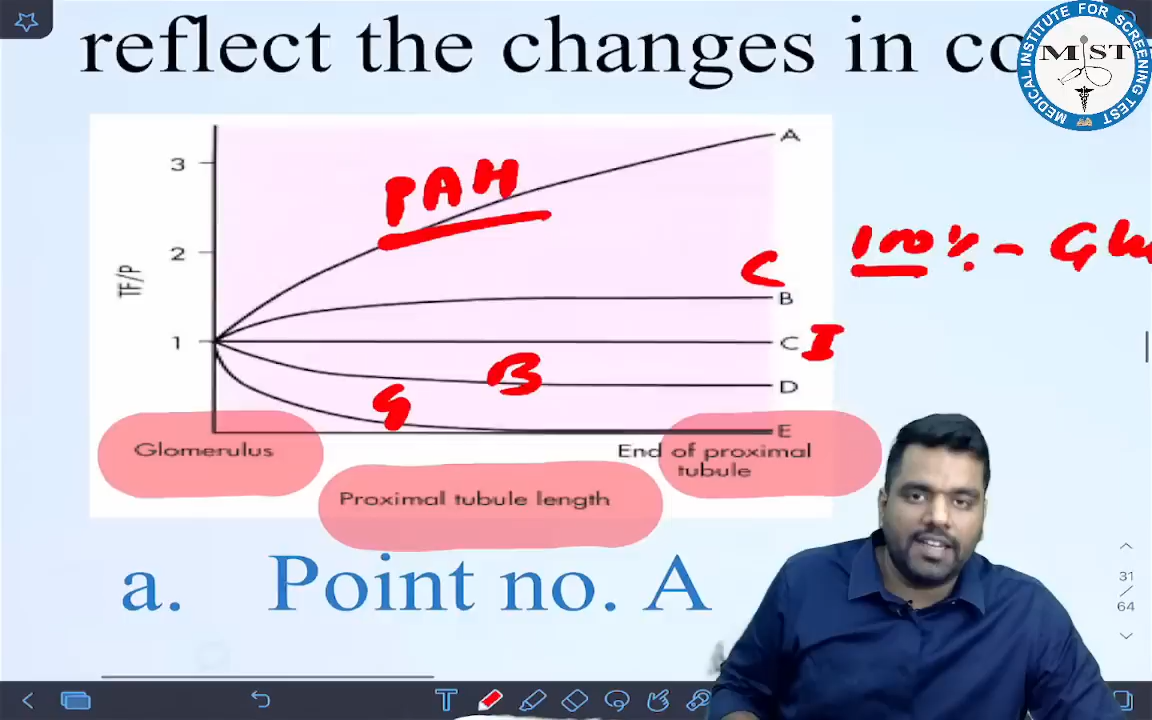 reflect the changes in co
MEDICAL INSTITUTE FOR SCREENING TEST
MIST
3
A
PAH
2
TF/P
C
100% - Glu
B
1
C I
B
D
G
E
Glomerulus
End of proximal
tubule
Proximal tubule length
a. Point no. A
31
/
64
T